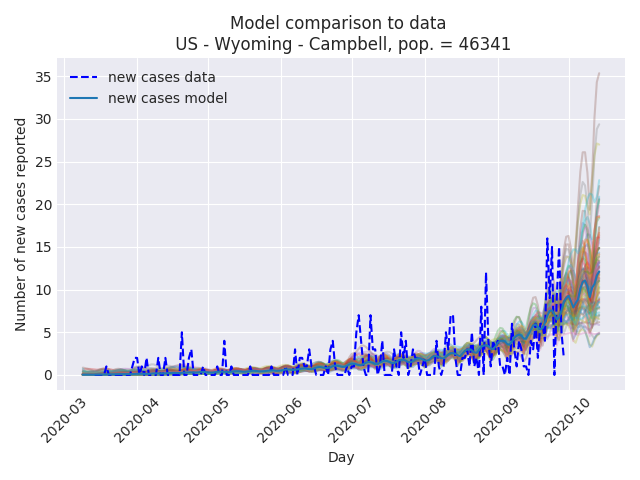 Model comparison to data
US - Wyoming - Campbell, pop. = 46341
new cases data
new cases model
Number of new cases reported
35
30
25
20
15
10
5
0
2020-03
2020-04
2020-05
2020-06
2020-07
2020-08
2020-09
2020-10
Day